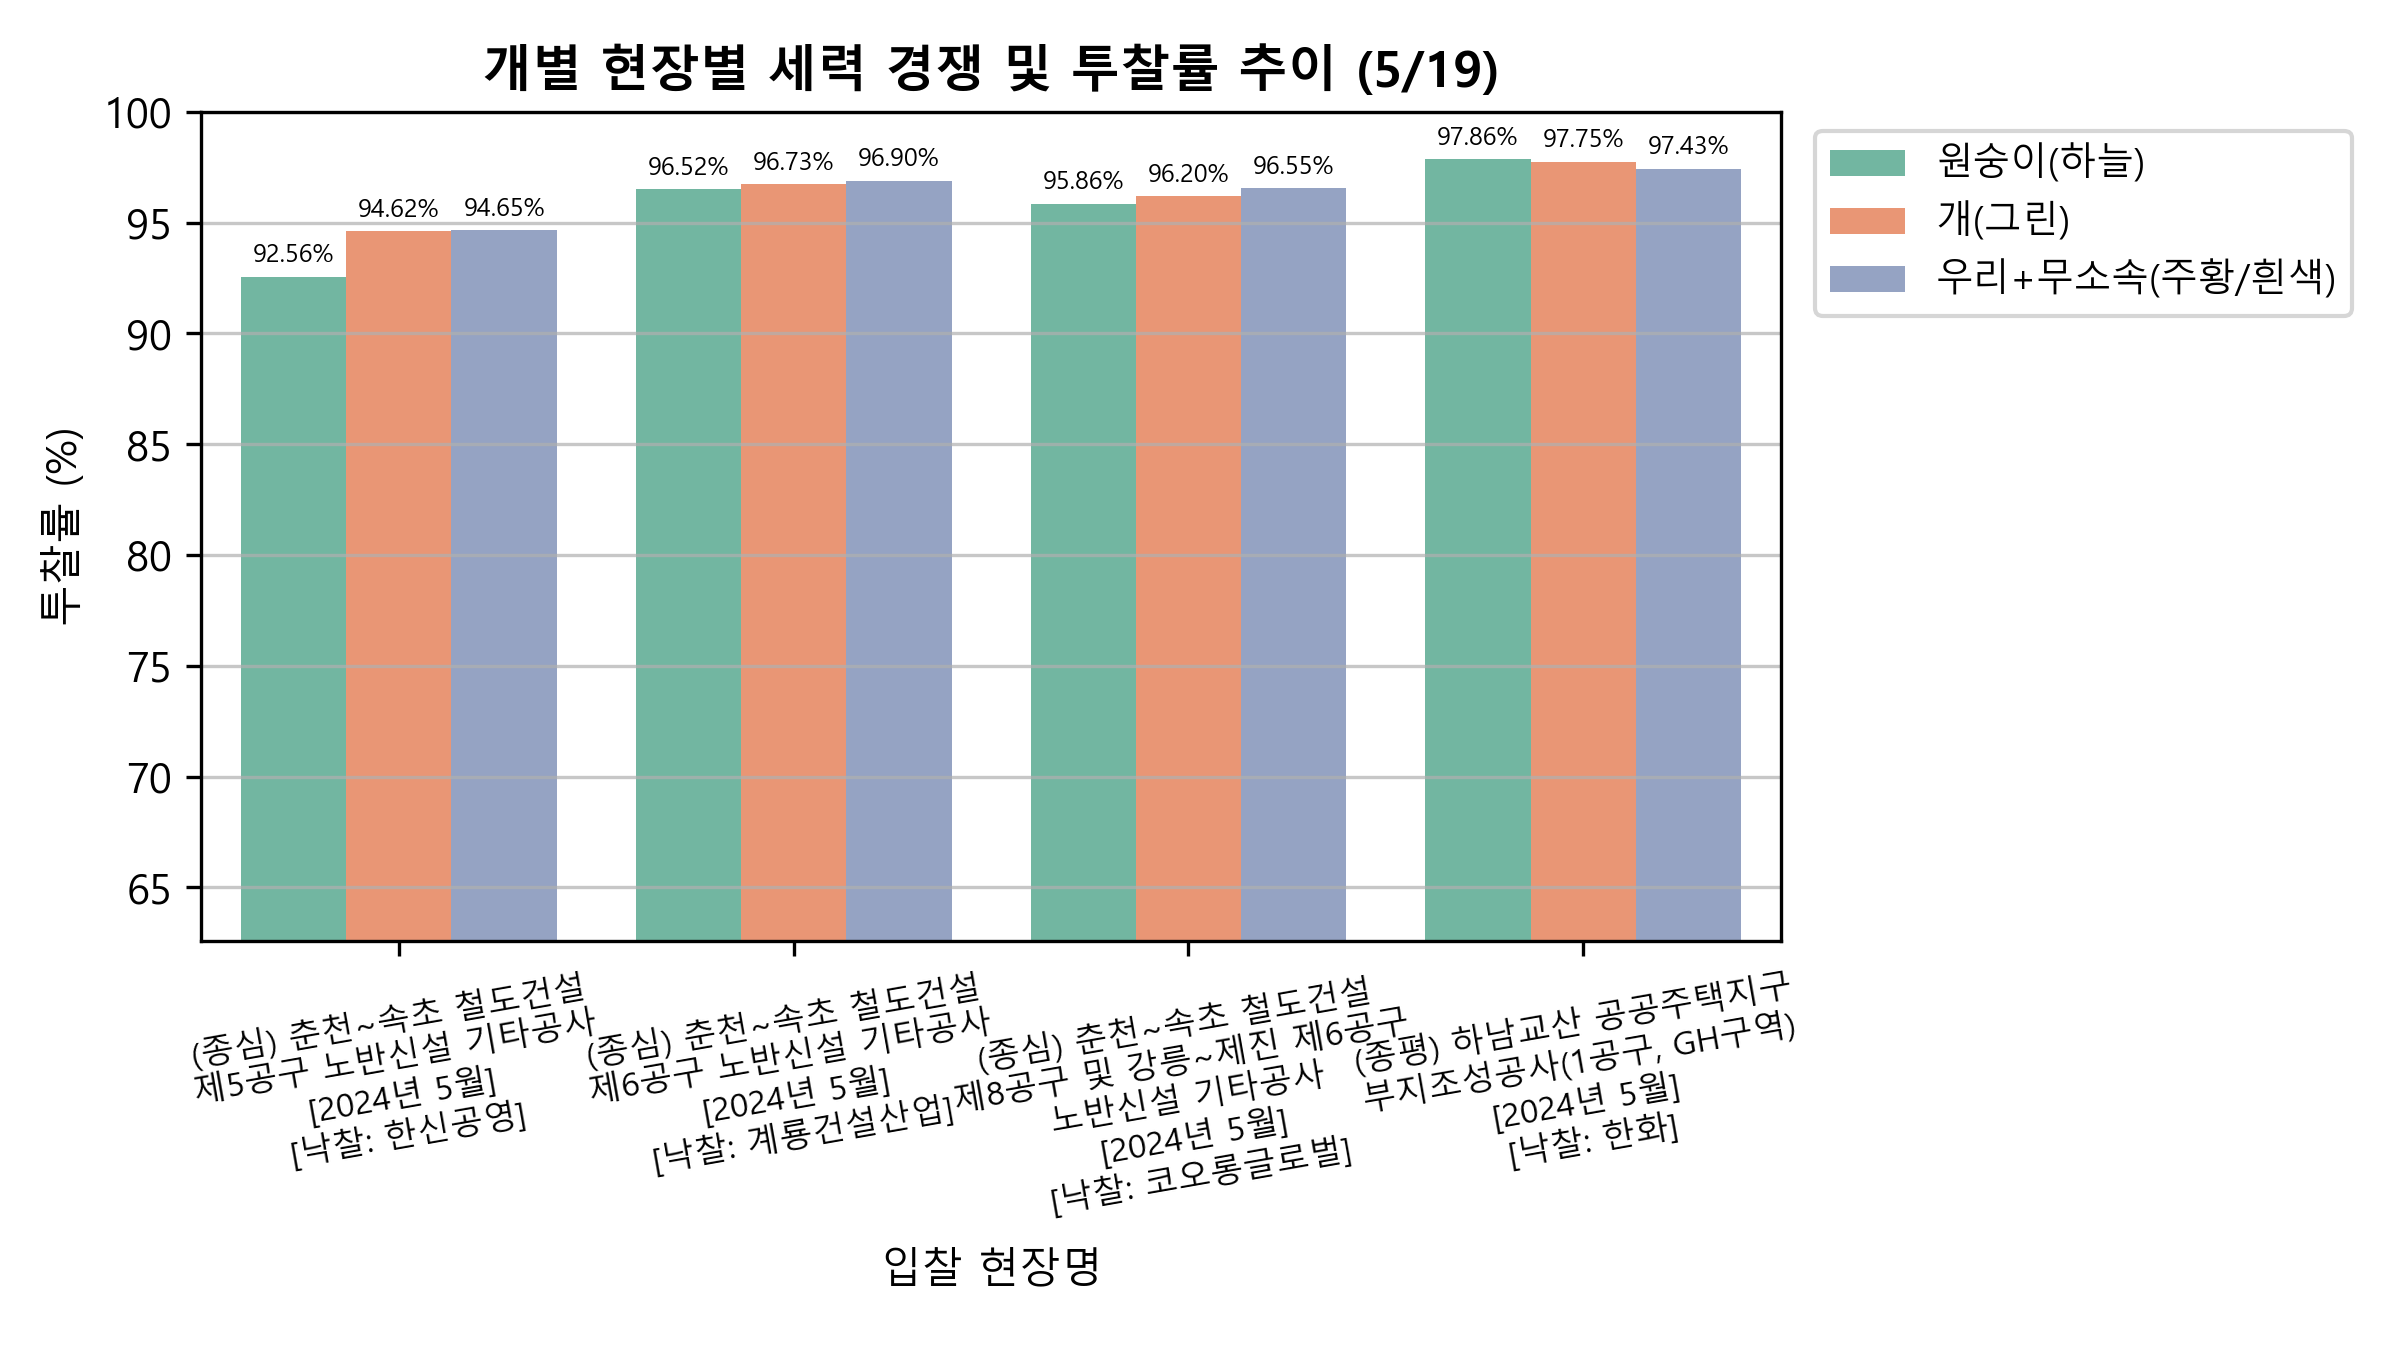 개별 현장별 세력 경쟁 및 투찰률 추이 (5/19)
100
95
90
85
80
75
70
65
투찰률 (%)
92.56%
94.62%
94.65%
96.52%
96.73%
96.90%
95.86%
96.20%
96.55%
97.86%
97.75%
97.43%
원숭이(하늘)
개(그린)
우리+무소속(주황/흰색)
(종심) 춘천~속초 철도건설
제5공구 노반신설 기타공사
[2024년 5월]
[낙찰: 한신공영]
(종심) 춘천~속초 철도건설
제6공구 노반신설 기타공사
[2024년 5월]
[낙찰: 계룡건설산업]
(종심) 춘천~속초 철도건설
제8공구 및 강릉~제진 제6공구
노반신설 기타공사
[2024년 5월]
[낙찰: 코오롱글로벌]
(종평) 하남교산 공공주택지구
부지조성공사(1공구, GH구역)
[2024년 5월]
[낙찰: 한화]
입찰 현장명